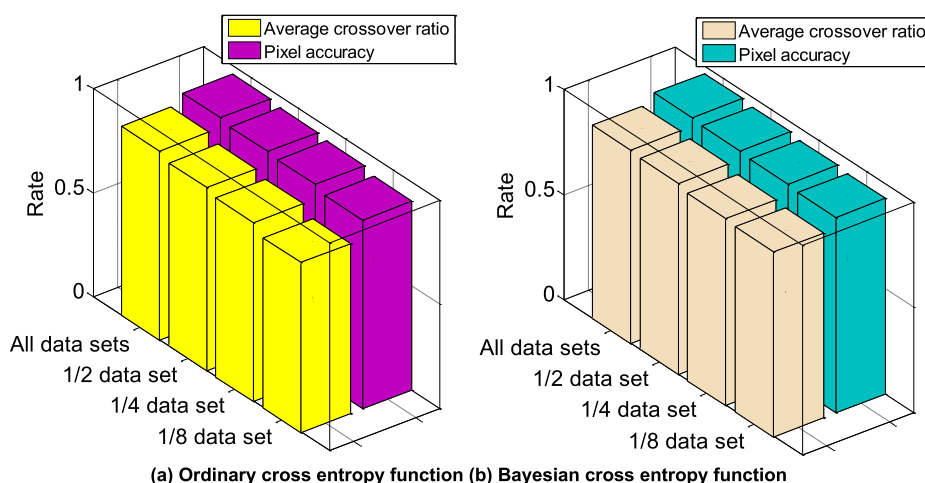 Average crossover ratio
Pixel accuracy
1
0.5
0
Rate
All data sets
1/2 data set
1/4 data set
1/8 data set
Average crossover ratio
Pixel accuracy
1
0.5
0
Rate
All data sets
1/2 data set
1/4 data set
1/8 data set
(a) Ordinary cross entropy function (b) Bayesian cross entropy function